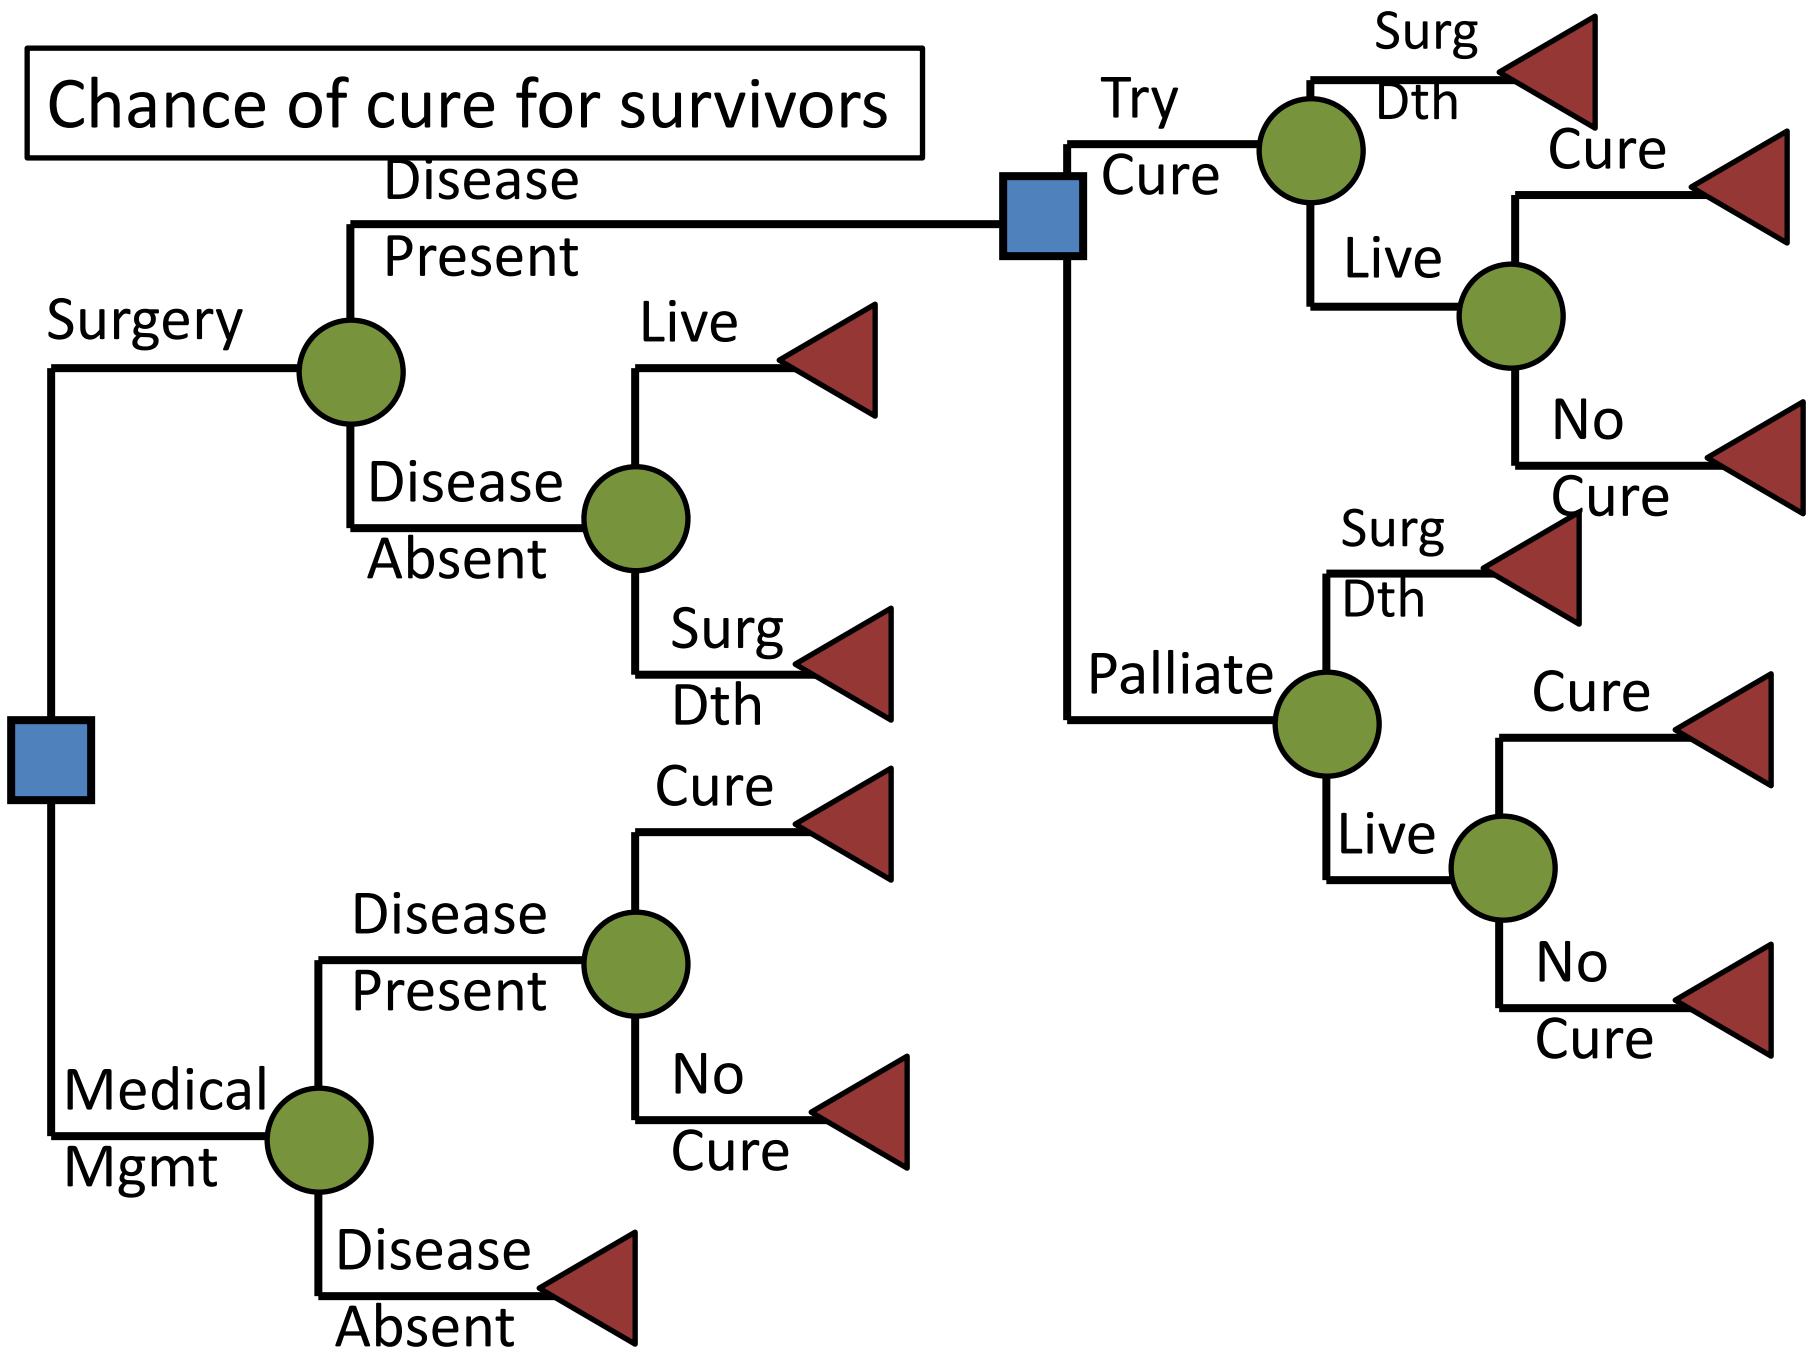 Chance of cure for survivors
Disease
Present
Surgery
Live
Disease
Absent
Surg
Dth
Cure
Disease
Present
No
Cure
Medical
Mgmt
Disease
Absent
Try
Cure
Surg
Dth
Cure
Live
No
Cure
Surg
Dth
Palliate
Cure
Live
No
Cure